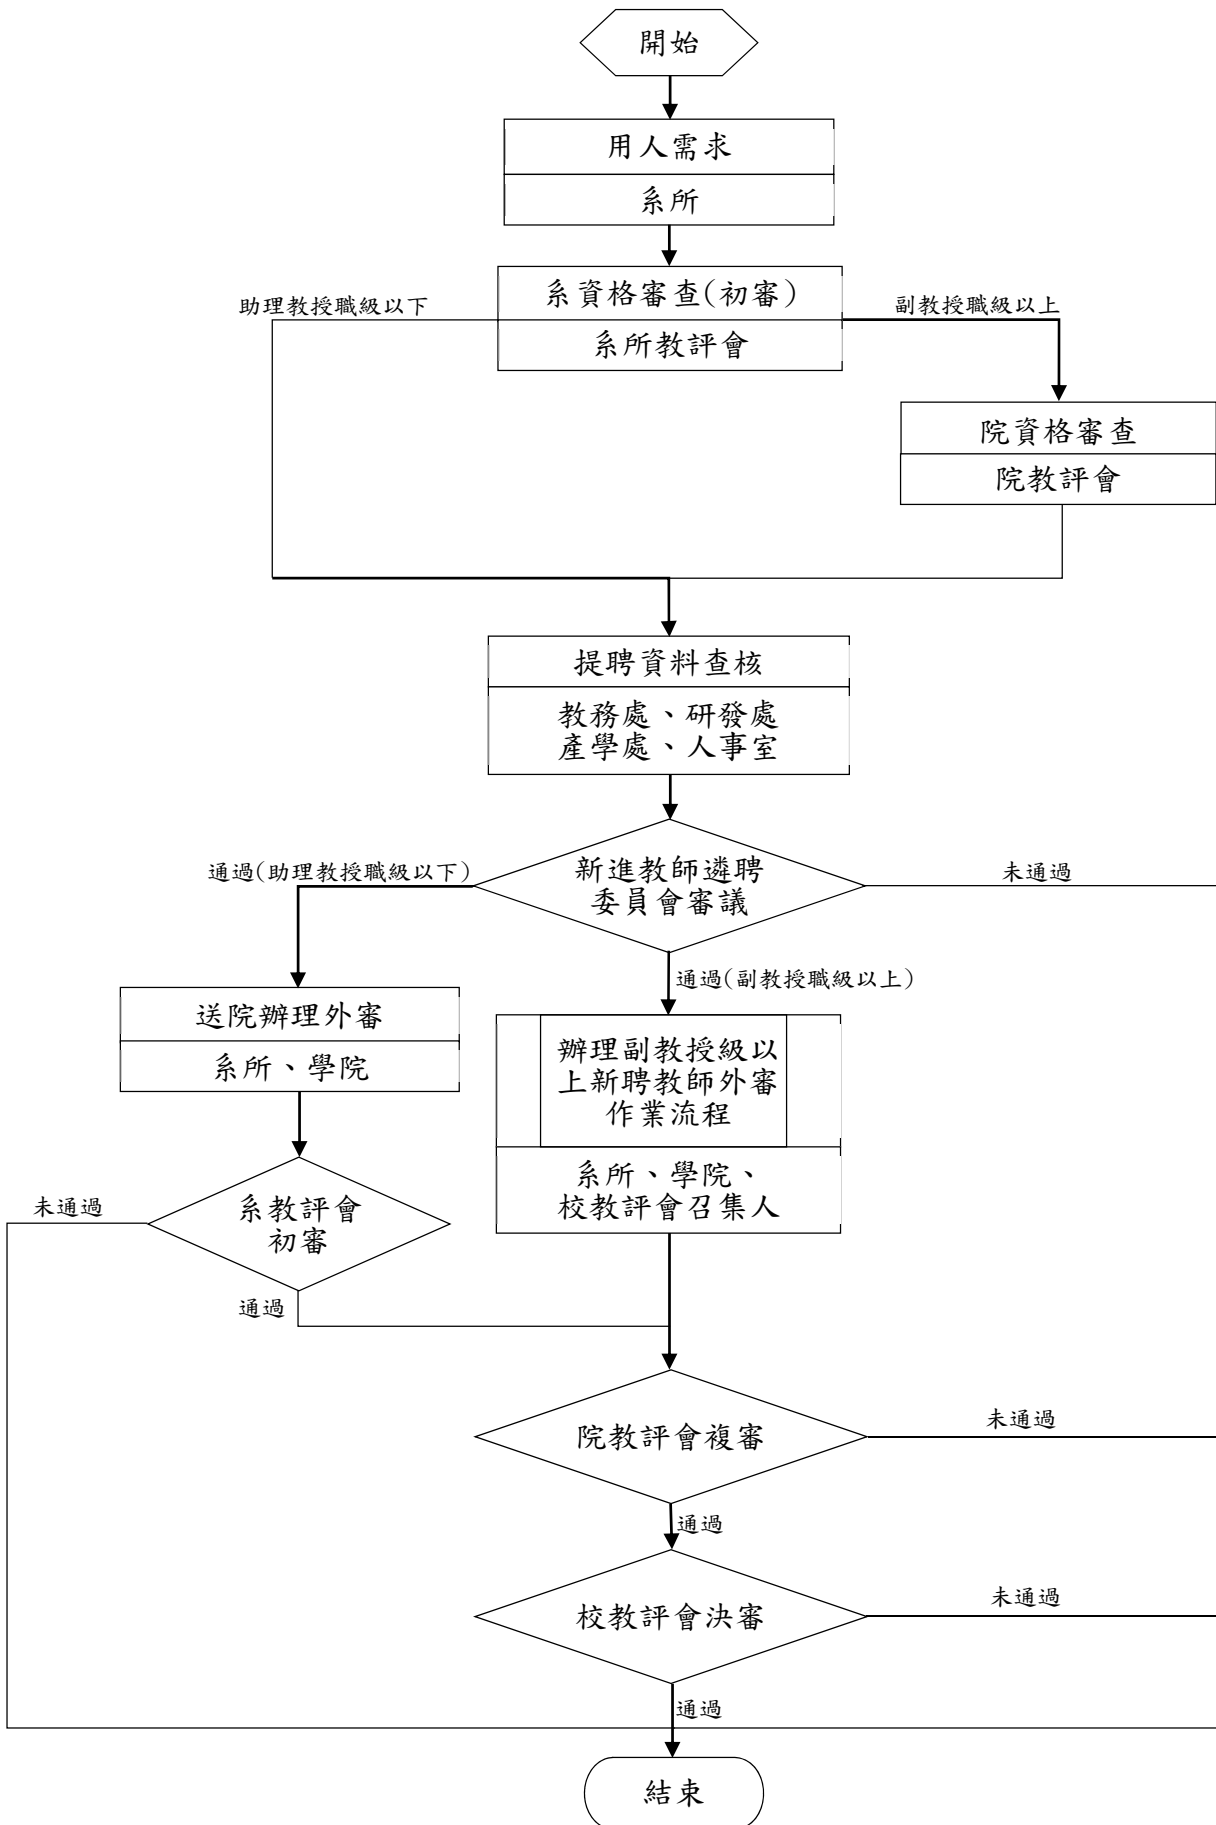 開始
用人需求
系所
系資格審查(初審)
系所教評會
助理教授職級以下
副教授職級以上
院資格審查
院教評會
提聘資料查核
教務處、研發處
產學處、人事室
新進教師遴聘
委員會審議
通過(助理教授職級以下)
未通過
通過(副教授職級以上)
送院辦理外審
系所、學院
辦理副教授級以
上新聘教師外審
作業流程
系所、學院、
校教評會召集人
系教評會
初審
未通過
通過
院教評會複審
未通過
通過
校教評會決審
未通過
通過
結束